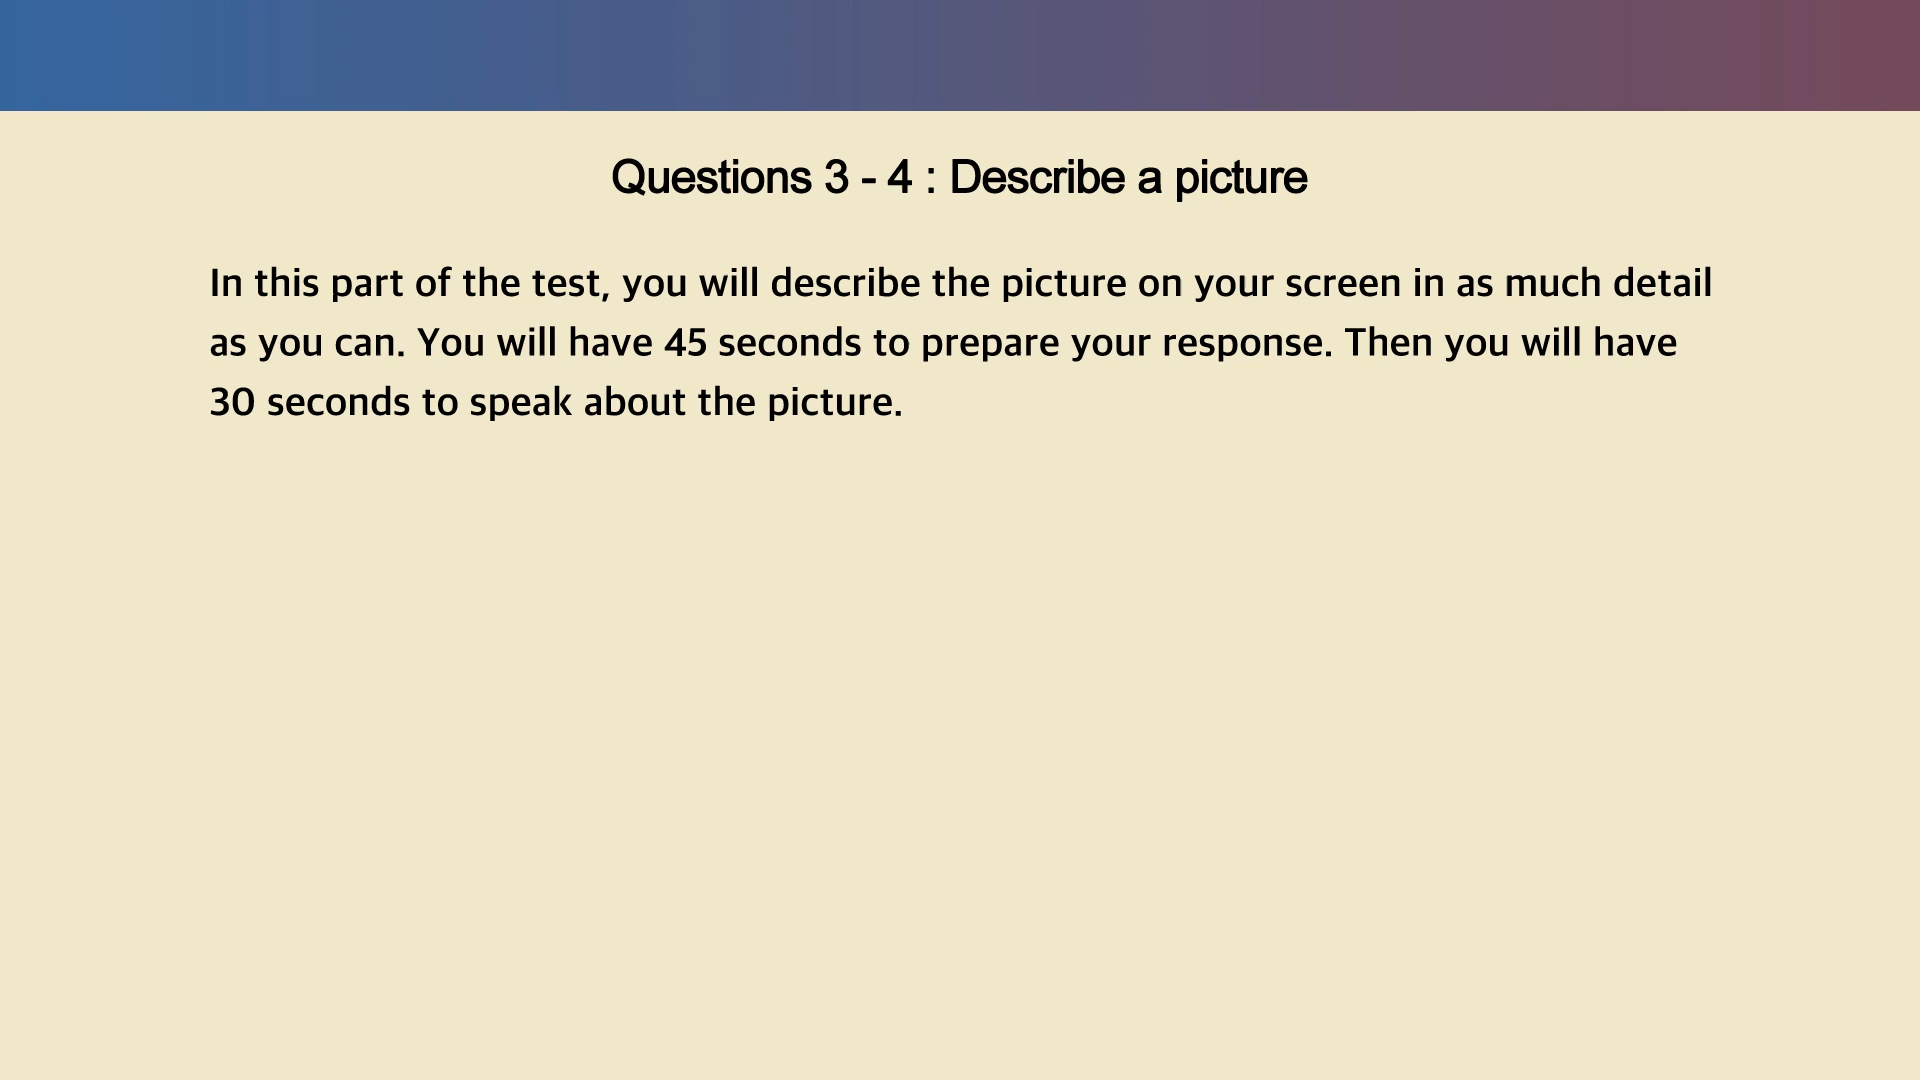 Questions 3 - 4 : Describe a picture
In this part of the test, you will describe the picture on your screen in as much detail
as you can. You will have 45 seconds to prepare your response. Then you will have
30 seconds to speak about the picture.